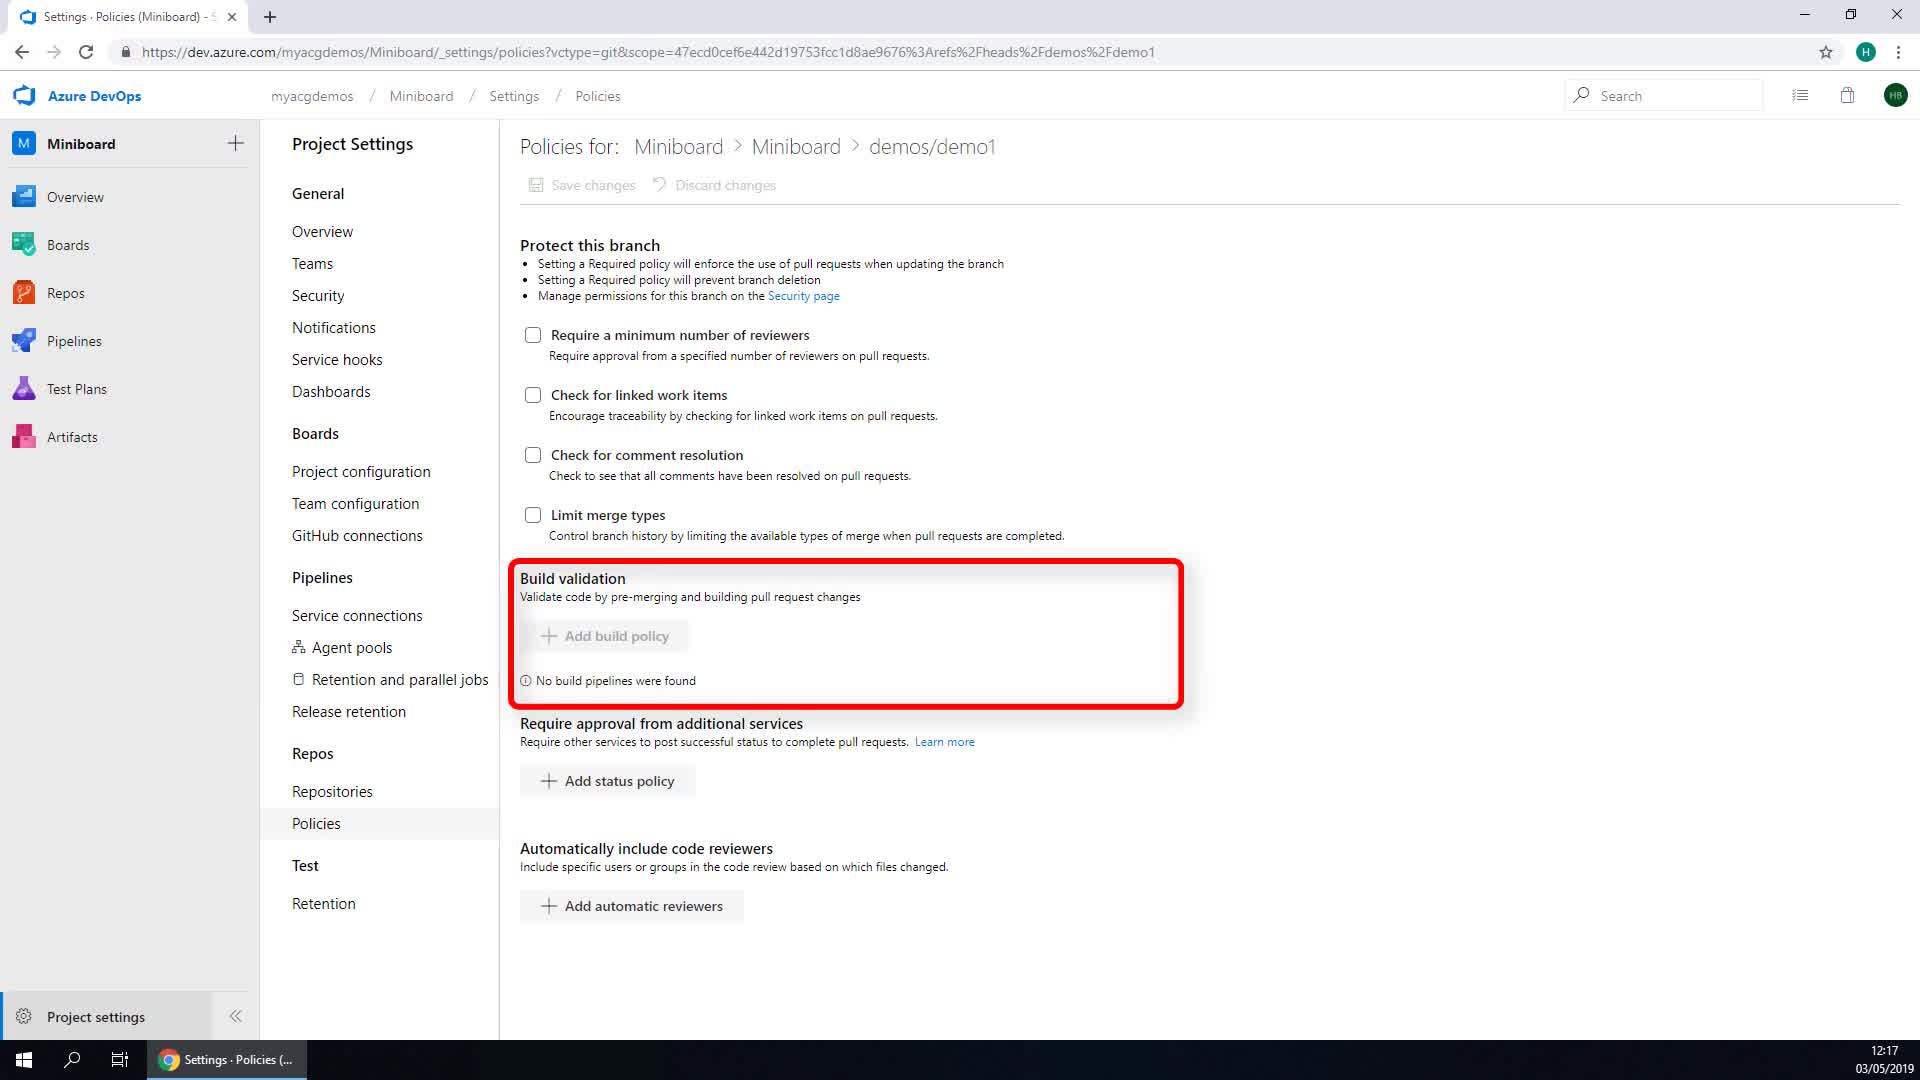 Settings · Policies (Miniboard) - S
https://dev.azure.com/myacgdemos/Miniboard/_settings/policies?vctype=git&scope=47ecd0cef6e442d19753fcc1d8ae9676%3Arefs%2Fheads%2Fdemos%2Fdemo1
H
Azure DevOps
myacgdemos / Miniboard / Settings / Policies
Search
HB
M Miniboard
Overview
Boards
Repos
Pipelines
Test Plans
Artifacts
Project settings
Project Settings
General
Overview
Teams
Security
Notifications
Service hooks
Dashboards
Boards
Project configuration
Team configuration
GitHub connections
Pipelines
Service connections
Agent pools
Retention and parallel jobs
Release retention
Repos
Repositories
Policies
Test
Retention
Policies for: Miniboard > Miniboard > demos/demo1
Save changes Discard changes
Protect this branch
• Setting a Required policy will enforce the use of pull requests when updating the branch
• Setting a Required policy will prevent branch deletion
• Manage permissions for this branch on the Security page
Require a minimum number of reviewers
Require approval from a specified number of reviewers on pull requests.
Check for linked work items
Encourage traceability by checking for linked work items on pull requests.
Check for comment resolution
Check to see that all comments have been resolved on pull requests.
Limit merge types
Control branch history by limiting the available types of merge when pull requests are completed.
Build validation
Validate code by pre-merging and building pull request changes
+ Add build policy
No build pipelines were found
Require approval from additional services
Require other services to post successful status to complete pull requests. Learn more
+ Add status policy
Automatically include code reviewers
Include specific users or groups in the code review based on which files changed.
+ Add automatic reviewers
Settings · Policies (...
12:17
03/05/2019